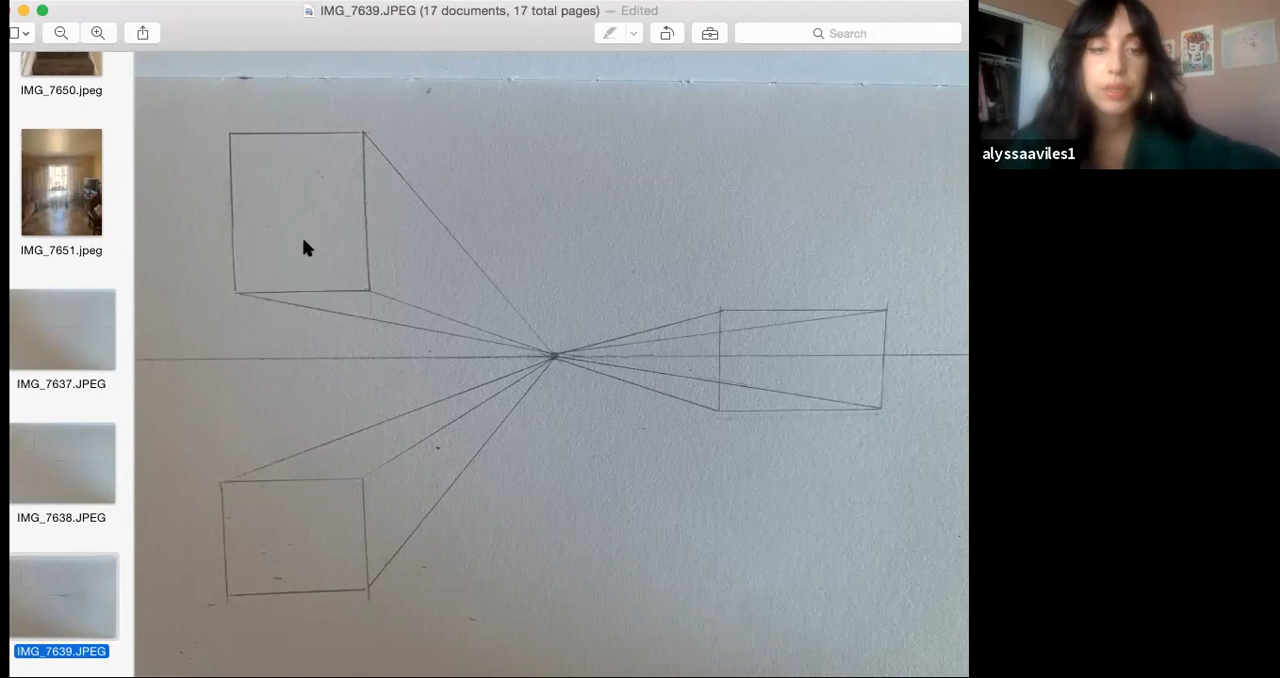 IMG_7639.JPEG (17 documents, 17 total pages) — Edited
Search
IMG_7650.jpeg
IMG_7651.jpeg
IMG_7637.JPEG
IMG_7638.JPEG
IMG_7639.JPEG
alyssaaviles1